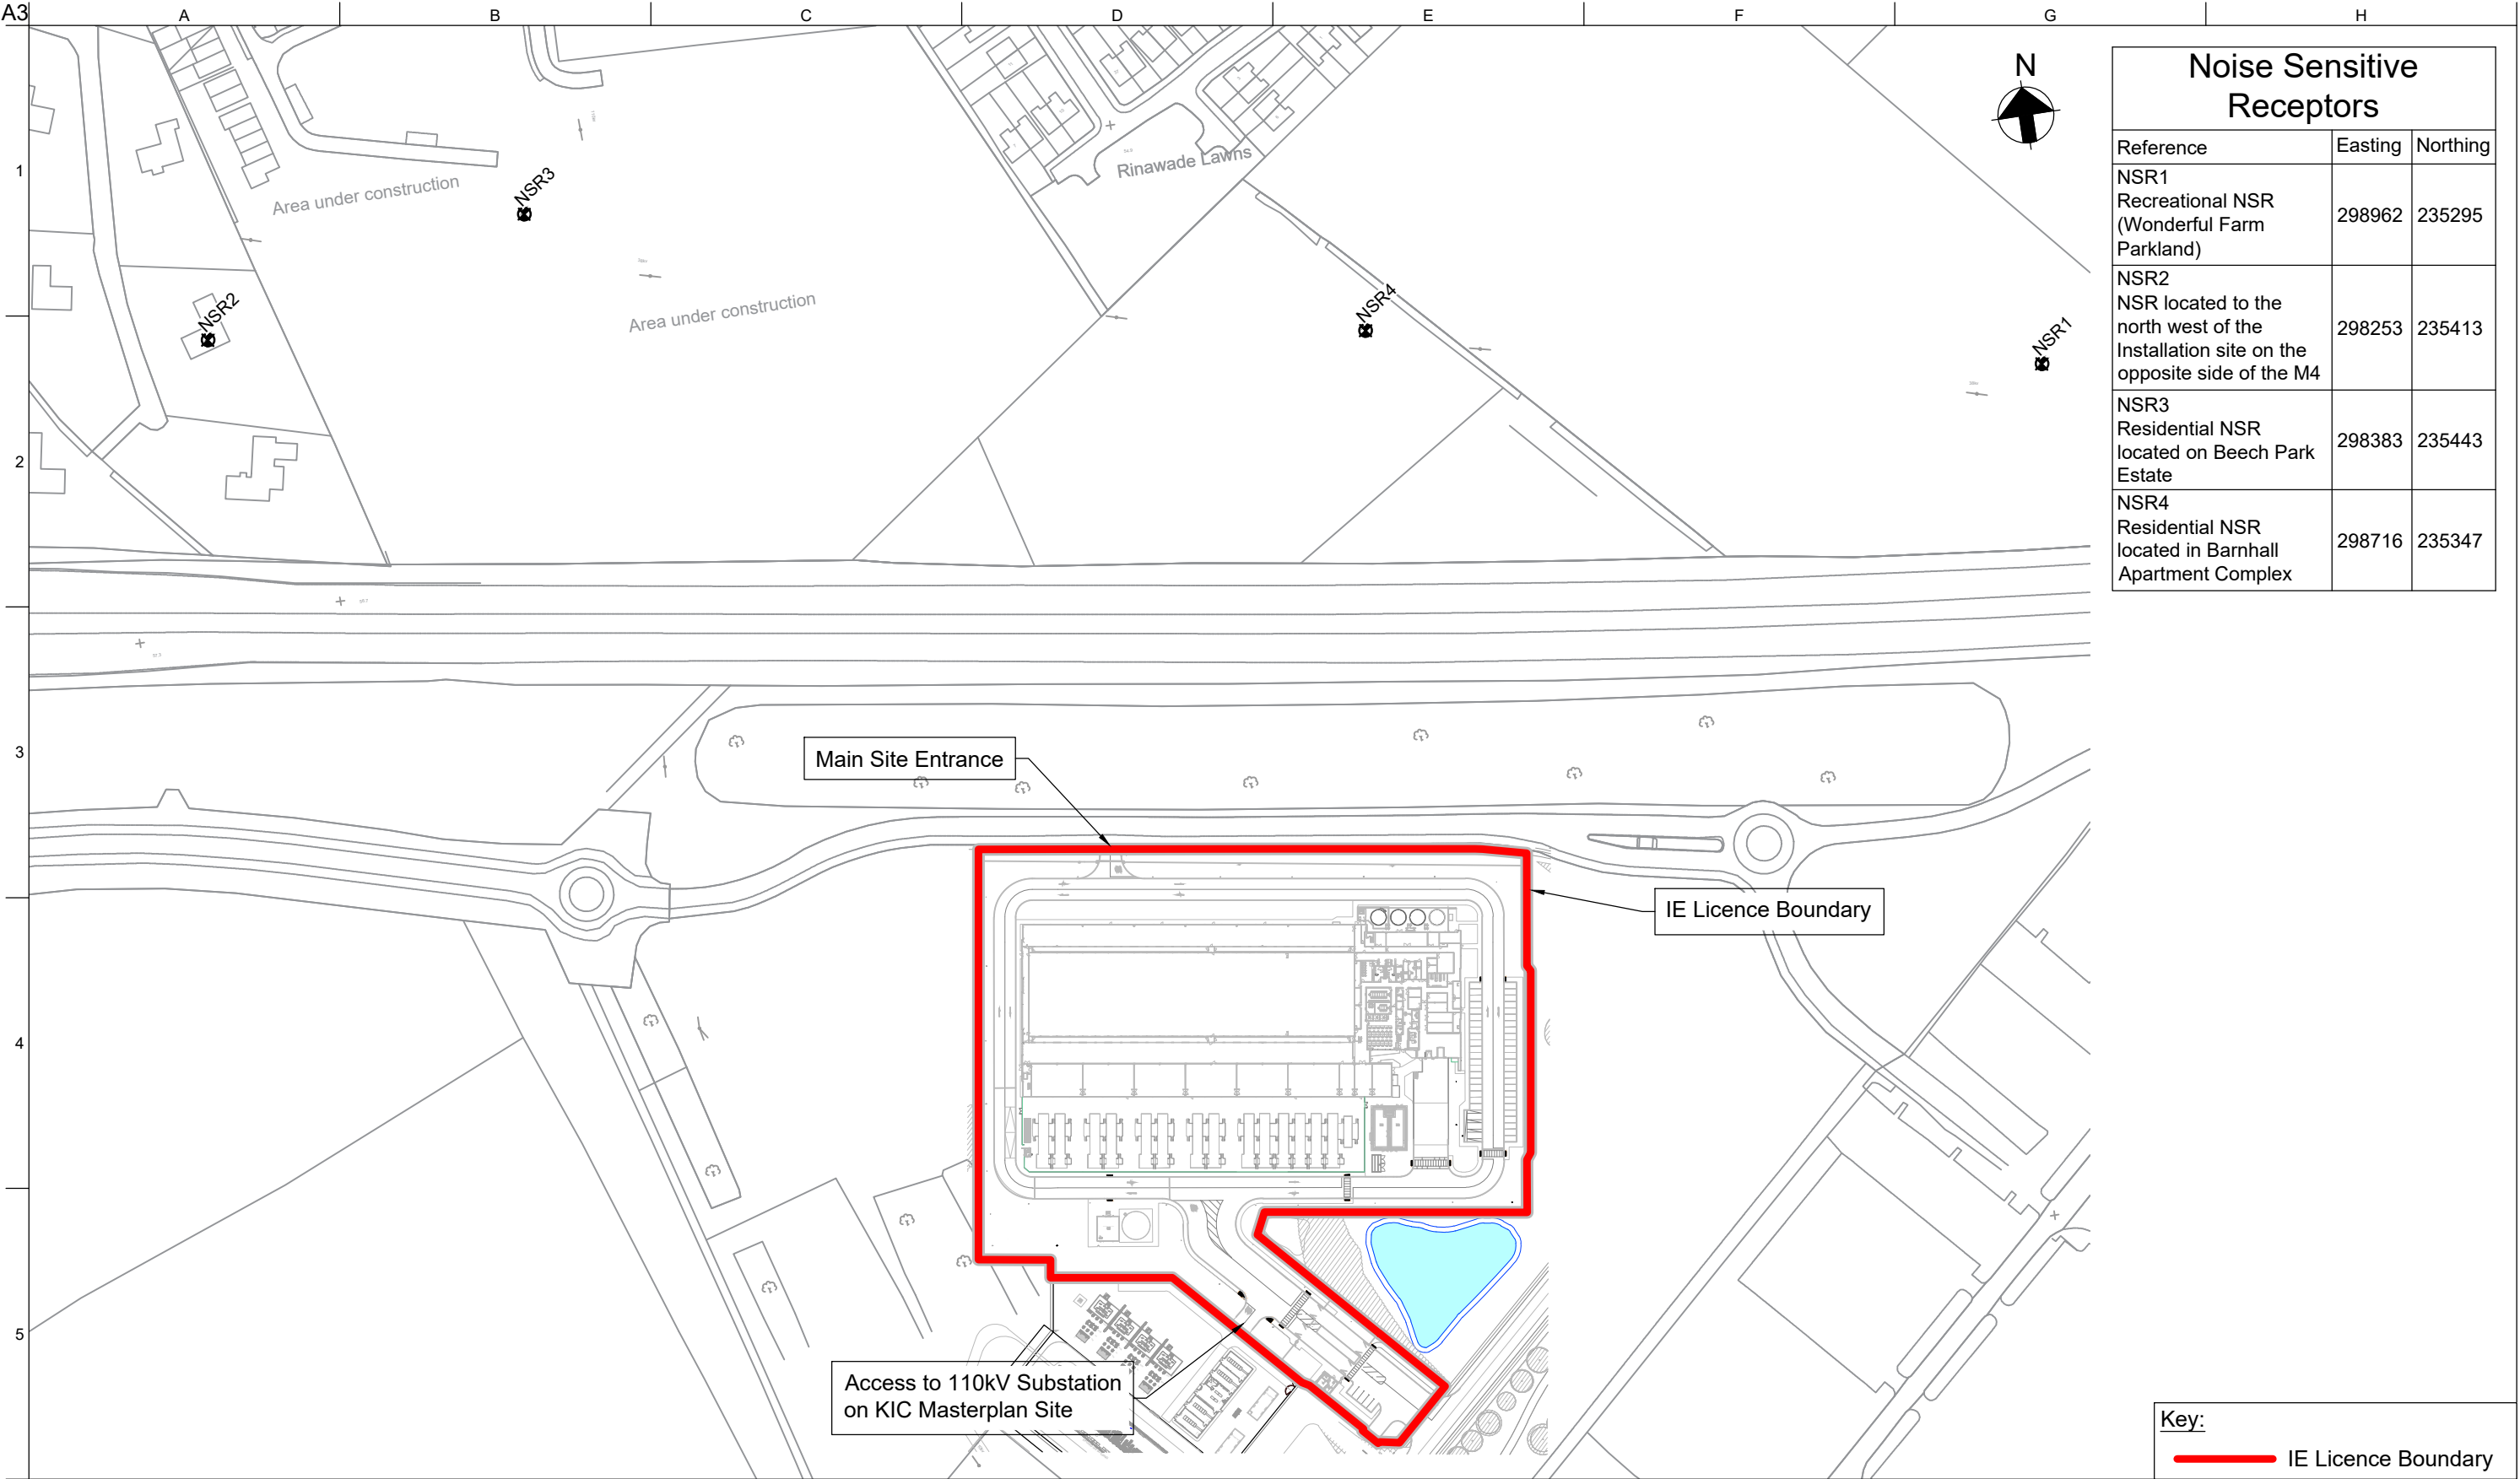 A3
A
B
C
D
E
F
G
H
1
2
3
4
5
N
Noise Sensitive
Receptors
Reference Easting Northing
NSR1
Recreational NSR
(Wonderful Farm
Parkland)
298962 235295
NSR2
NSR located to the
north west of the
Installation site on the
opposite side of the M4
298253 235413
NSR3
Residential NSR
located on Beech Park
Estate
298383 235443
NSR4
Residential NSR
located in Barnhall
Apartment Complex
298716 235347
Rinawade Lawns
Area under construction
NSR3
Area under construction
NSR2
NSR4
NSR1
Main Site Entrance
IE Licence Boundary
Access to 110kV Substation
on KIC Masterplan Site
Key:
IE Licence Boundary